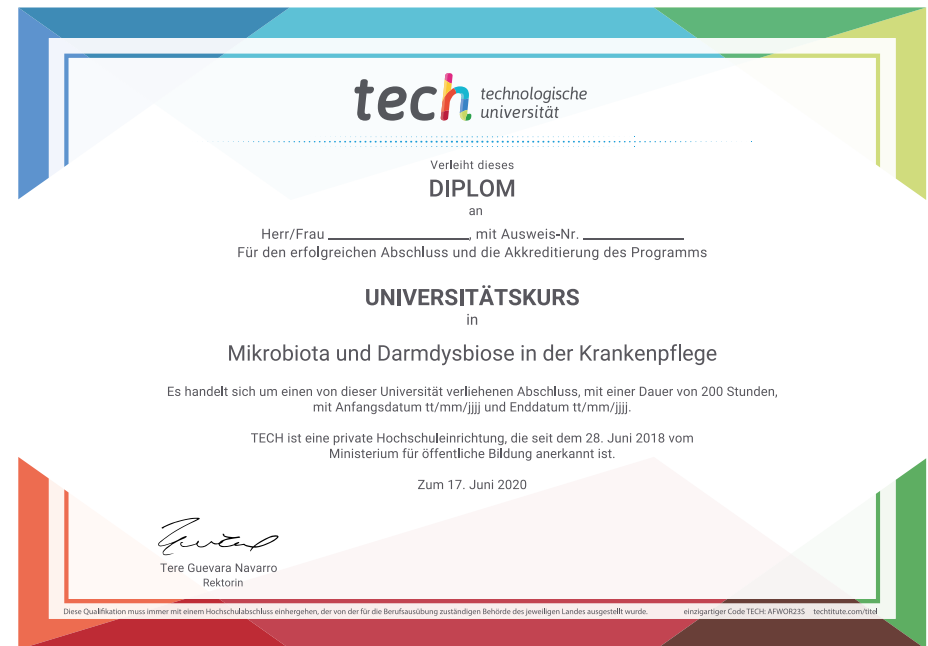 tech technologische
universität
Verleiht dieses
DIPLOM
an
Herr/Frau ____________________, mit Ausweis-Nr. ______________
Für den erfolgreichen Abschluss und die Akkreditierung des Programms
UNIVERSITÄTSKURS
in
Mikrobiota und Darmdysbiose in der Krankenpflege
Es handelt sich um einen von dieser Universität verliehenen Abschluss, mit einer Dauer von 200 Stunden,
mit Anfangsdatum tt/mm/jjjj und Enddatum tt/mm/jjjj.
TECH ist eine private Hochschuleinrichtung, die seit dem 28. Juni 2018 vom
Ministerium für öffentliche Bildung anerkannt ist.
Zum 17. Juni 2020
Tere Guevara Navarro
Rektorin
Diese Qualifikation muss immer mit einem Hochschulabschluss einhergehen, der von der für die Berufsausübung zuständigen Behörde des jeweiligen Landes ausgestellt wurde. einzigartiger Code TECH: AFWOR23S techtitute.com/titel